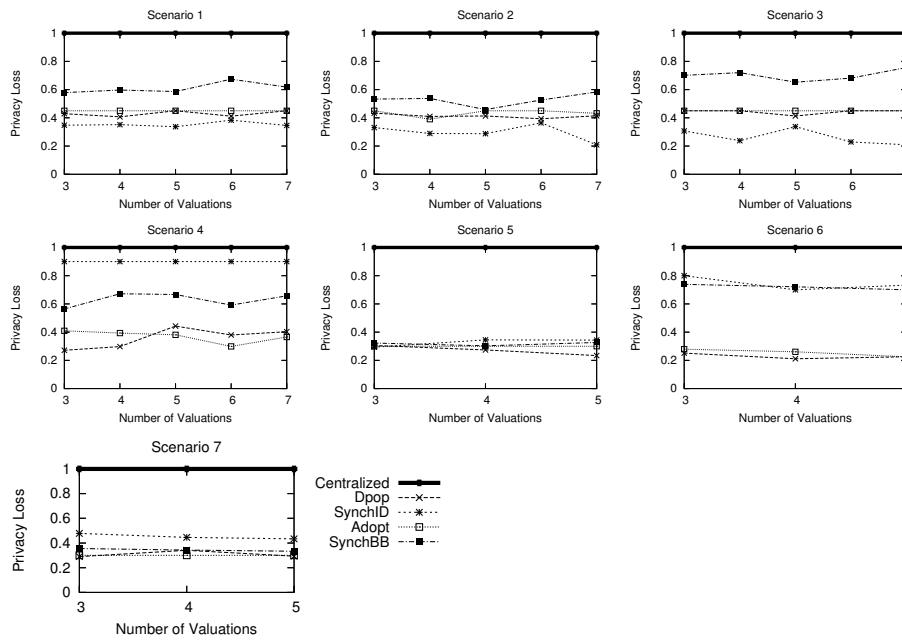 Scenario 1
Privacy Loss
1
0.8
0.6
0.4
0.2
0
3 4 5 6 7
Number of Valuations
Scenario 2
Privacy Loss
1
0.8
0.6
0.4
0.2
0
3 4 5 6 7
Number of Valuations
Scenario 3
Privacy Loss
1
0.8
0.6
0.4
0.2
0
3 4 5 6
Number of Valuations
Scenario 4
Privacy Loss
1
0.8
0.6
0.4
0.2
0
3 4 5 6 7
Number of Valuations
Scenario 5
Privacy Loss
1
0.8
0.6
0.4
0.2
0
3 4 5
Number of Valuations
Scenario 6
Privacy Loss
1
0.8
0.6
0.4
0.2
0
3 4
Number of Valuations
Scenario 7
Privacy Loss
1
0.8
0.6
0.4
0.2
0
3 4 5
Number of Valuations
Centralized
Dpop
SynchID
Adopt
SynchBB